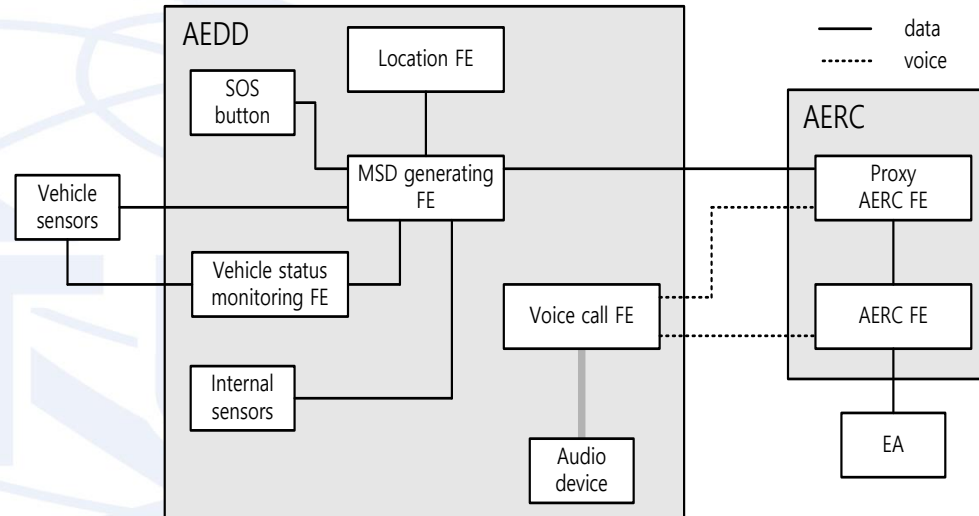 AEDD
data
voice
Location FE
SOS
button
AERC
MSD generating
FE
Proxy
AERC FE
Vehicle
sensors
Vehicle status
monitoring FE
Voice call FE
AERC FE
Internal
sensors
EA
Audio
device